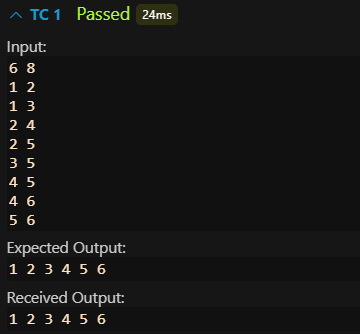 TC 1 Passed 24ms
Input:
6 8
1 2
1 3
2 4
2 5
3 5
4 5
4 6
5 6
Expected Output:
1 2 3 4 5 6
Received Output:
1 2 3 4 5 6